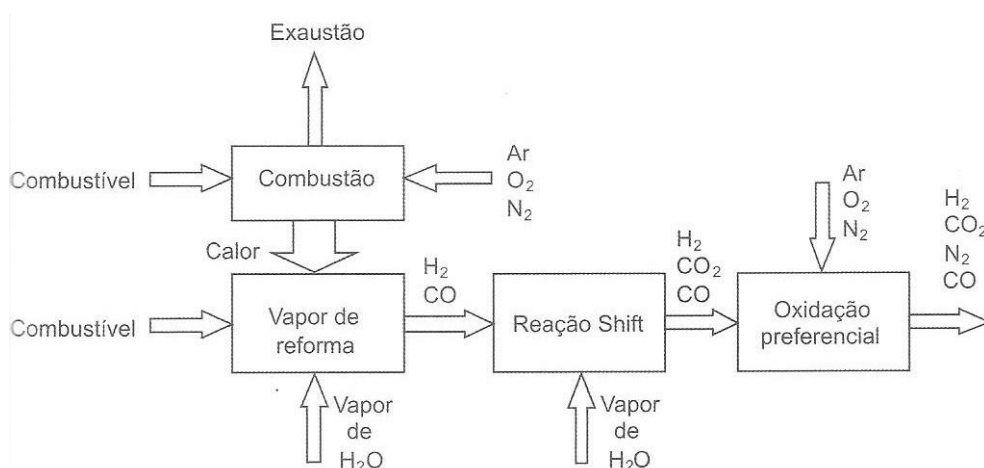 Exaustão
Combustível
Combustão
Ar
O₂
N₂
Calor
Combustível
Vapor de
reforma
H₂
CO
Vapor
de
H₂O
Reação Shift
Vapor
de
H₂O
H₂
CO₂
CO
Ar
O₂
N₂
Oxidação
preferencial
H₂
CO₂
N₂
CO